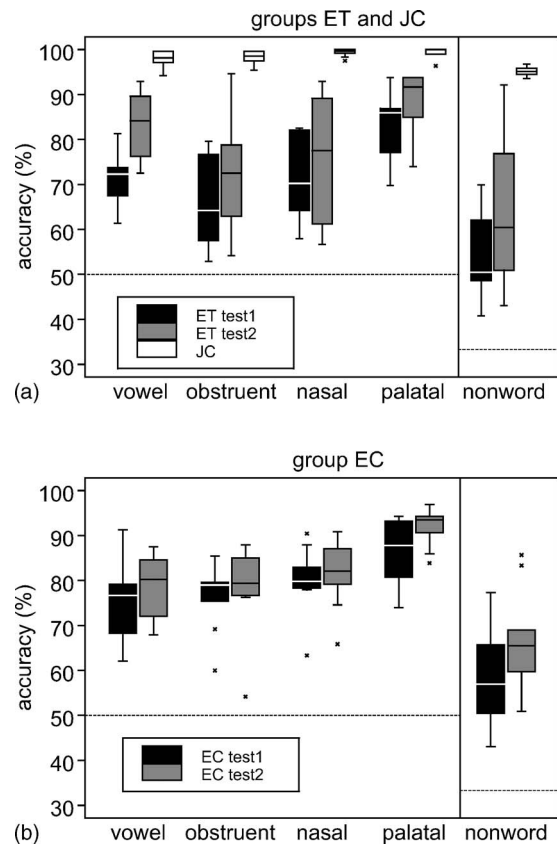 groups ET and JC
100
90
80
70
60
50
40
30
accuracy (%)
ET test1
ET test2
JC
(a)
vowel obstruent nasal palatal nonword
group EC
100
90
80
70
60
50
40
30
accuracy (%)
EC test1
EC test2
(b)
vowel obstruent nasal palatal nonword